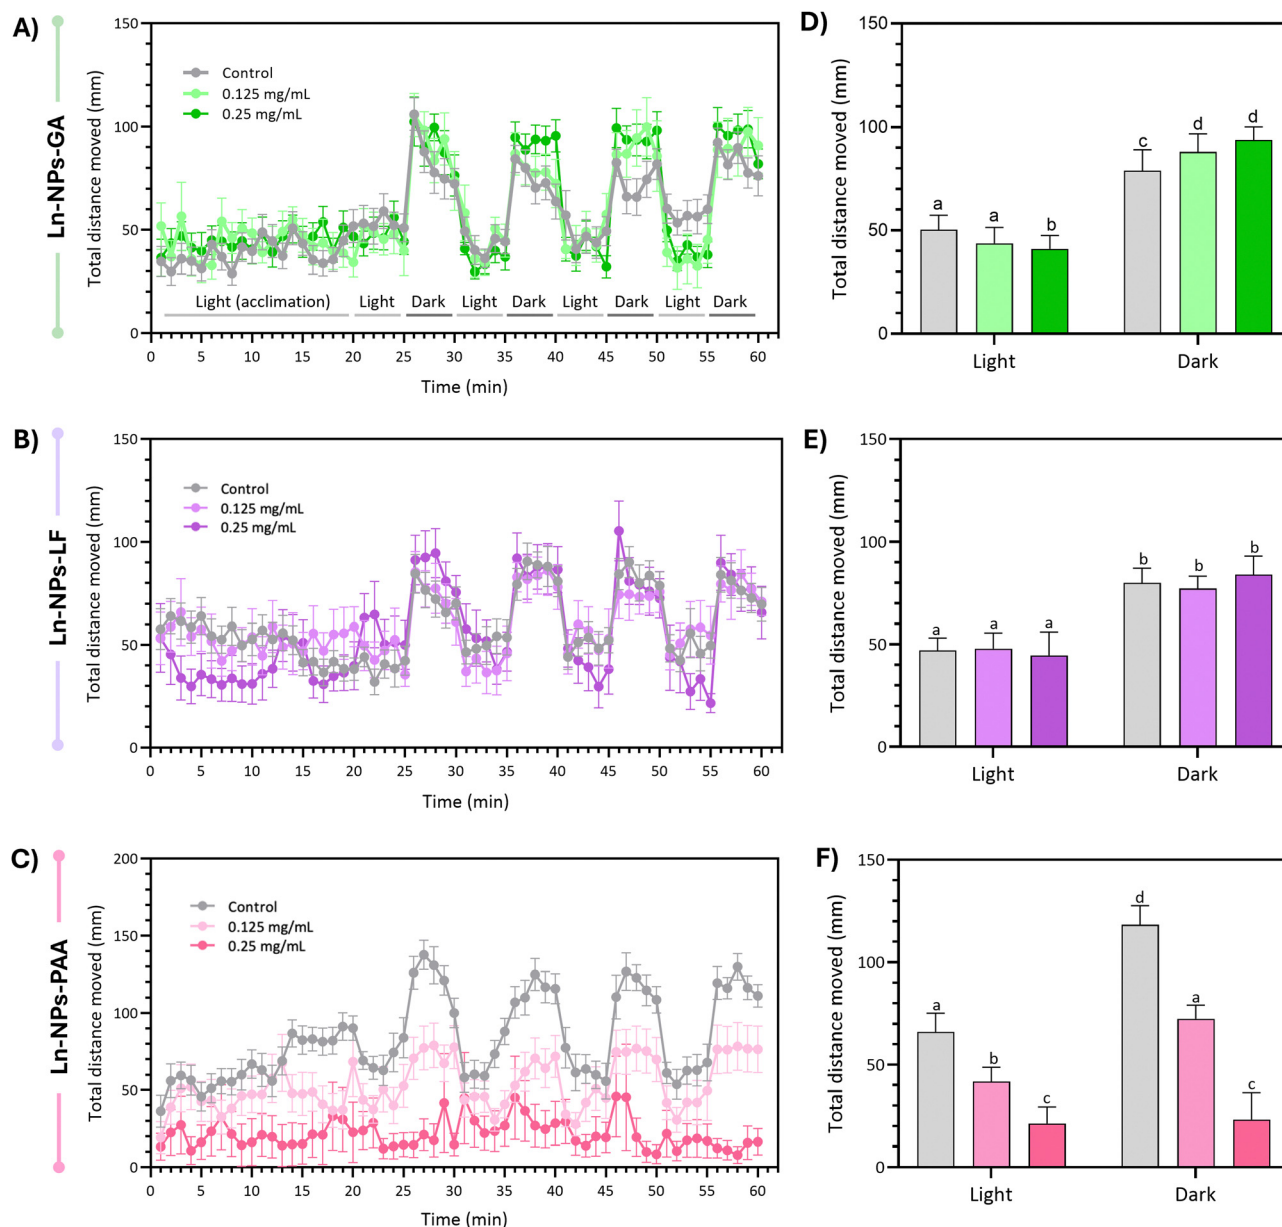 A)
Ln-NPs-GA
Total distance moved (mm)
150
100
50
0
Control
0.125 mg/mL
0.25 mg/mL
Light (acclimation) Light Dark Light Dark Light Dark Light Dark
0 5 10 15 20 25 30 35 40 45 50 55 60
Time (min)
D)
Total distance moved (mm)
150
100
50
0
a a b c d d
Light Dark
B)
Ln-NPs-LF
Total distance moved (mm)
150
100
50
0
Control
0.125 mg/mL
0.25 mg/mL
0 5 10 15 20 25 30 35 40 45 50 55 60
Time (min)
E)
Total distance moved (mm)
150
100
50
0
a a a b b b
Light Dark
C)
Ln-NPs-PAA
Total distance moved (mm)
200
150
100
50
0
Control
0.125 mg/mL
0.25 mg/mL
0 5 10 15 20 25 30 35 40 45 50 55 60
Time (min)
F)
Total distance moved (mm)
150
100
50
0
a b c d a c
Light Dark